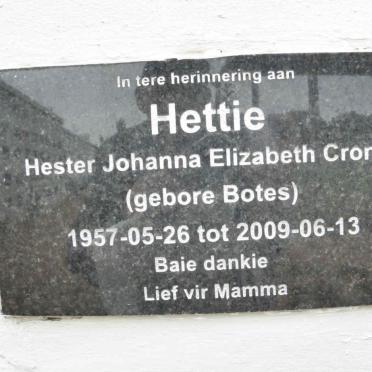 In tere herinnering aan
Hettie
Hester Johanna Elizabeth
(gebore Botes)
1957-05-26 tot 2009-06-13
Baie dankie
Lief vir Mamma